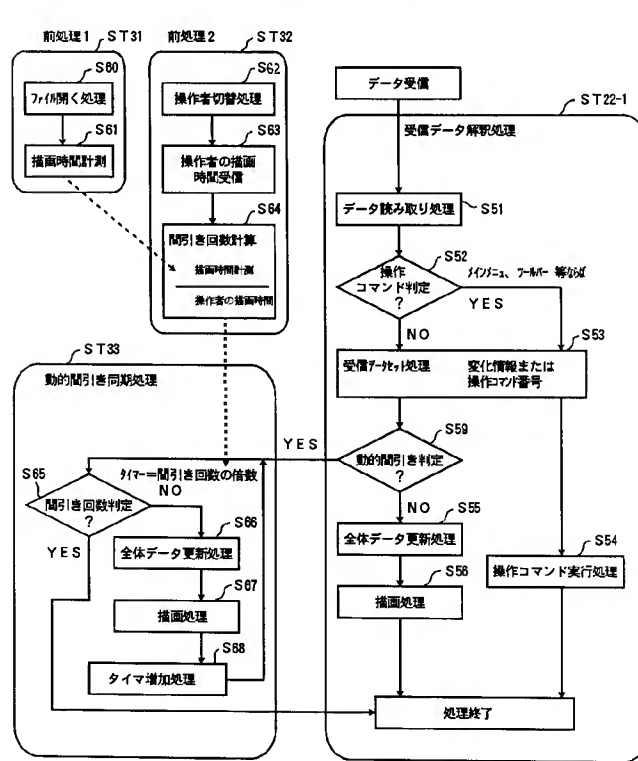 前処理1
ST31
S60
ファイル開く処理
S61
描画時間計測
前処理2
ST32
S62
操作者切替処理
S63
操作者の描画
時間受信
S64
間引き回数計算
描画時間計測
操作者の描画時間
データ受信
ST22-1
受信データ解釈処理
データ読み取り処理
S51
S52
操作
コマンド判定
?
メインメニュ、ツールバー 等ならば
YES
NO
S53
受信データセット処理
変化情報または
操作コマンド番号
S59
動的間引き判定
?
YES
NO
S55
全体データ更新処理
S56
描画処理
S54
操作コマンド実行処理
処理終了
ST33
動的間引き同期処理
タイマー=間引き回数の倍数
S65
間引き回数判定
?
NO
YES
S66
全体データ更新処理
S67
描画処理
S68
タイマ増加処理